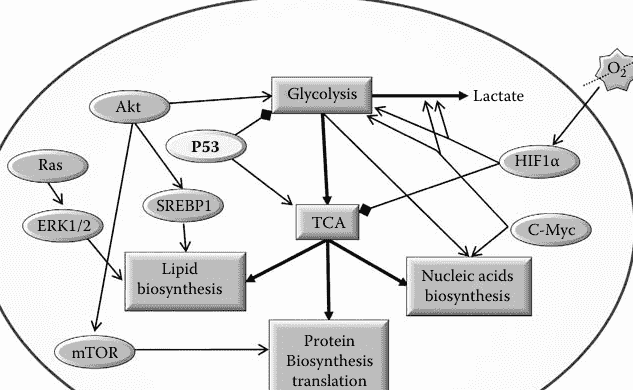 O2
Glycolysis
Lactate
Akt
P53
Ras
HIF1α
SREBP1
ERK1/2
TCA
C-Myc
Lipid
biosynthesis
Nucleic acids
biosynthesis
mTOR
Protein
Biosynthesis
translation